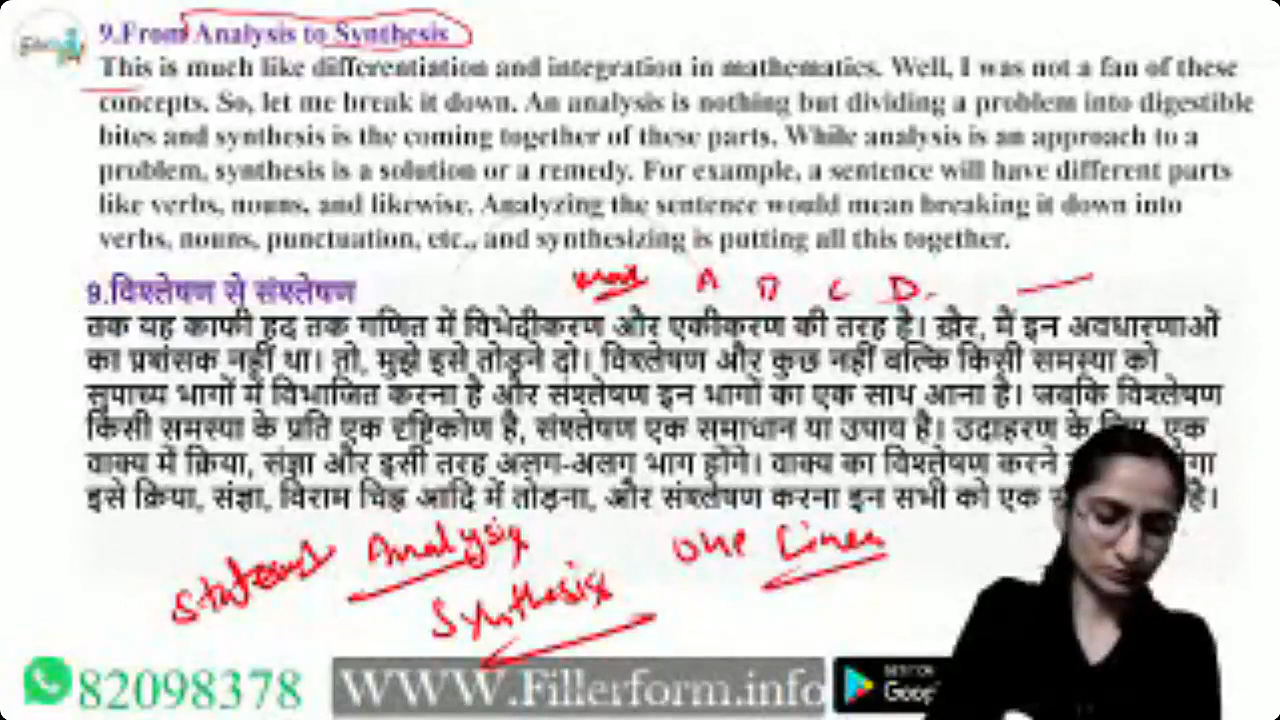 9.From Analysis to Synthesis
This is much like differentiation and integration in mathematics. Well, I was not a fan of these
concepts. So, let me break it down. An analysis is nothing but dividing a problem into digestible
bites and synthesis is the coming together of these parts. While analysis is an approach to a
problem, synthesis is a solution or a remedy. For example, a sentence will have different parts
like verbs, nouns, and likewise. Analyzing the sentence would mean breaking it down into
verbs, nouns, punctuation, etc., and synthesizing is putting all this together.
A B C D.
9.विश्लेषण से संश्लेषण
तक यह काफी हद तक गणित में विभेदीकरण और एकीकरण की तरह है। खैर, मैं इन अवधारणाओं
का प्रशंसक नहीं था। तो, मुझे इसे तोड़ने दो। विश्लेषण और कुछ नहीं बल्कि किसी समस्या को
सुपाच्य भागों में विभाजित करना है और संश्लेषण इन भागों का एक साथ आना है। जबकि विश्लेषण
किसी समस्या के प्रति एक दृष्टिकोण है, संश्लेषण एक समाधान या उपाय है। उदाहरण के एक
वाक्य में क्रिया, संज्ञा और इसी तरह अलग-अलग भाग होंगे। वाक्य का विश्लेषण करने
इसे क्रिया, संज्ञा, विराम चिह्न आदि में तोड़ना, और संश्लेषण करना इन सभी को एक है।
Analysis one Liner
Synthesis
82098378 WWW.Fillerform.info